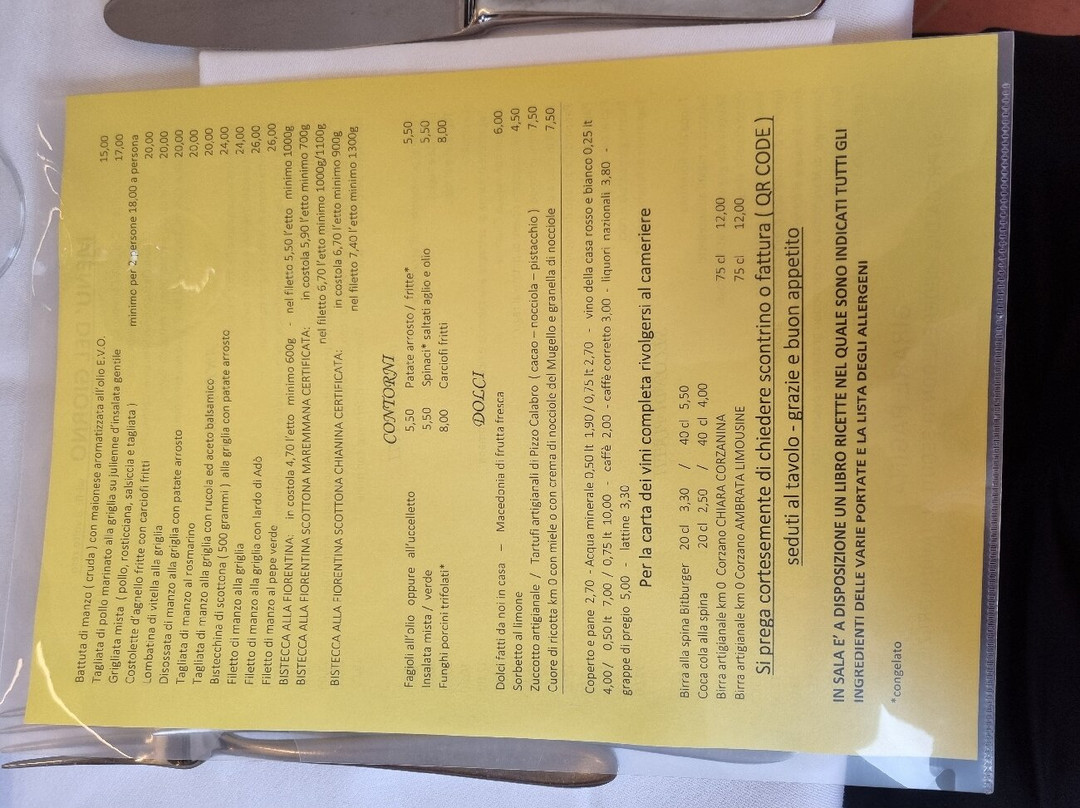 Battuta di manzo ( cruda ) con maionese aromatizzata all'olio E.V.O. 15,00
Tagliata di pollo marinato alla griglia su julienne d'insalata gentile 17,00
Grigliata mista ( pollo, rosticciana, salsiccia e tagliata ) minimo per 2 persone 18,00 a persona
Costolette d'agnello fritte con carciofi fritti 20,00
Lombatina di vitella alla griglia 20,00
Disossata di manzo alla griglia 20,00
Tagliata di manzo alla griglia con patate arrosto 20,00
Tagliata di manzo al rosmarino 20,00
Tagliata di manzo alla griglia con rucola ed aceto balsamico 20,00
Bistecchina di scottona ( 500 grammi ) alla griglia con patate arrosto 24,00
Filetto di manzo alla griglia 24,00
Filetto di manzo alla griglia con lardo di Adò 26,00
Filetto di manzo al pepe verde 26,00
BISTECCA ALLA FIORENTINA: in costola 4,70 l'etto minimo 600g - nel filetto 5,50 l'etto minimo 1000g
BISTECCA ALLA FIORENTINA SCOTTONA MAREMMANA CERTIFICATA: in costola 5,90 l'etto minimo 700g
nel filetto 6,70 l'etto minimo 1000g/1100g
BISTECCA ALLA FIORENTINA SCOTTONA CHIANINA CERTIFICATA: in costola 6,70 l'etto minimo 900g
nel filetto 7,40 l'etto minimo 1300g
CONTORNI
Fagioli all'olio oppure all'uccelletto 5,50 Patate arrosto / fritte* 5,50
Insalata mista / verde 5,50 Spinaci* saltati aglio e olio 5,50
Funghi porcini trifolati* 8,00 Carciofi fritti 8,00
DOLCI
Dolci fatti da noi in casa – Macedonia di frutta fresca 6,00
Sorbetto al limone 4,50
Zuccotto artigianale / Tartufi artigianali di Pizzo Calabro ( cacao – nocciola – pistacchio ) 7,50
Cuore di ricotta km 0 con miele o con crema di nocciole del Mugello e granella di nocciole 7,50
Coperto e pane 2,70 - Acqua minerale 0,50 lt 1,90 / 0,75 lt 2,70 - vino della casa rosso e bianco 0,25 lt
4,00 / 0,50 lt 7,00 / 0,75 lt 10,00 - caffè 2,00 - caffè corretto 3,00 - liquori nazionali 3,80 -
grappe di pregio 5,00 - lattine 3,30
Per la carta dei vini completa rivolgersi al cameriere
Birra alla spina Bitburger 20 cl 3,30 / 40 cl 5,50
Coca cola alla spina 20 cl 2,50 / 40 cl 4,00
Birra artigianale km 0 Corzano CHIARA CORZANINA 75 cl 12,00
Birra artigianale km 0 Corzano AMBRATA LIMOUSINE 75 cl 12,00
Si prega cortesemente di chiedere scontrino o fattura ( QR CODE )
seduti al tavolo - grazie e buon appetito
IN SALA E' A DISPOSIZIONE UN LIBRO RICETTE NEL QUALE SONO INDICATI TUTTI GLI
INGREDIENTI DELLE VARIE PORTATE E LA LISTA DEGLI ALLERGENI
*congelato